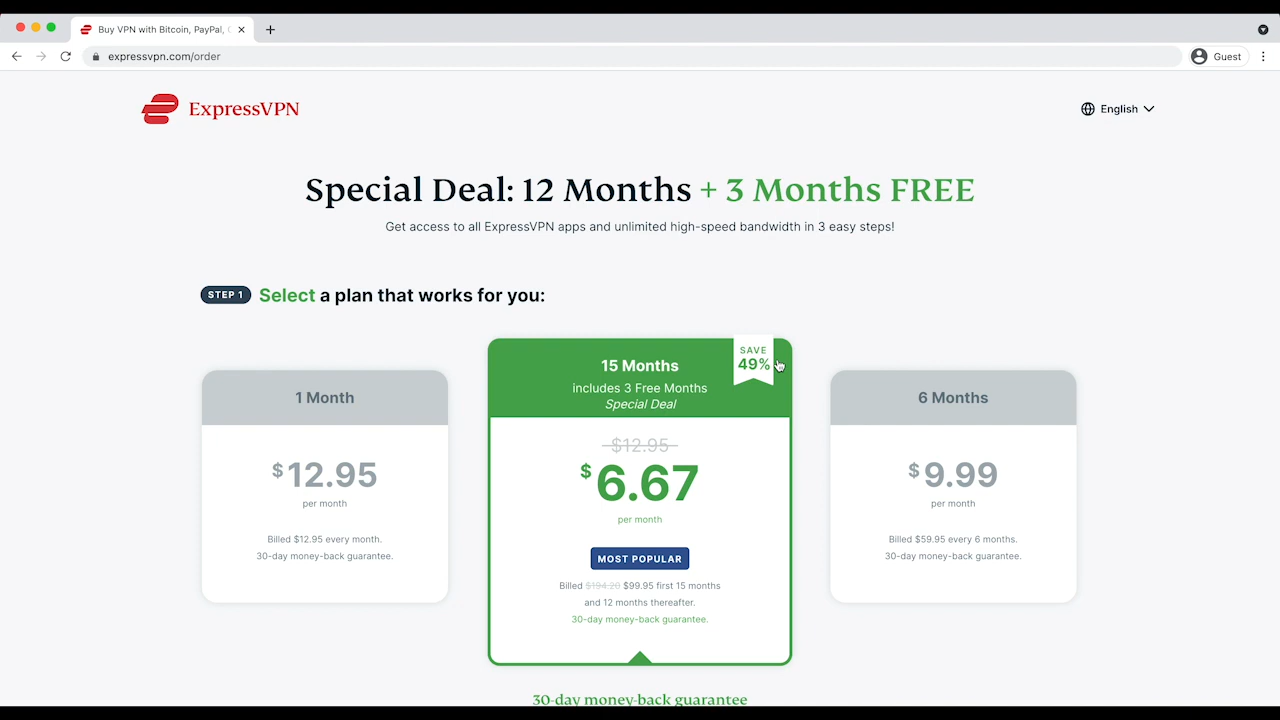 Buy VPN with Bitcoin, PayPal,
expressvpn.com/order
Guest
ExpressVPN
English
Special Deal: 12 Months + 3 Months FREE
Get access to all ExpressVPN apps and unlimited high-speed bandwidth in 3 easy steps!
STEP 1 Select a plan that works for you:
1 Month
$12.95
per month
Billed $12.95 every month.
30-day money-back guarantee.
SAVE
49%
15 Months
includes 3 Free Months
Special Deal
$12.95
$6.67
per month
MOST POPULAR
Billed $194.20 $99.95 first 15 months
and 12 months thereafter.
30-day money-back guarantee.
6 Months
$9.99
per month
Billed $59.95 every 6 months.
30-day money-back guarantee.
30-day money-back guarantee